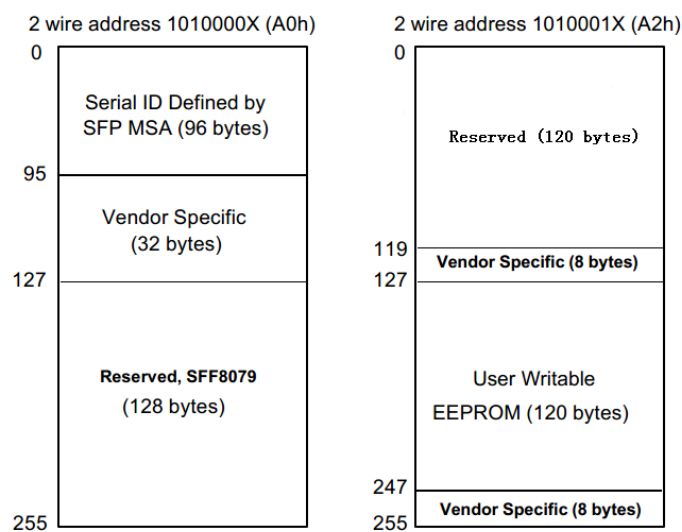 2 wire address 1010000X (A0h)
0
Serial ID Defined by
SFP MSA (96 bytes)
95
Vendor Specific
(32 bytes)
127
Reserved, SFF8079
(128 bytes)
255
2 wire address 1010001X (A2h)
0
Reserved (120 bytes)
119
Vendor Specific (8 bytes)
127
User Writable
EEPROM (120 bytes)
247
Vendor Specific (8 bytes)
255